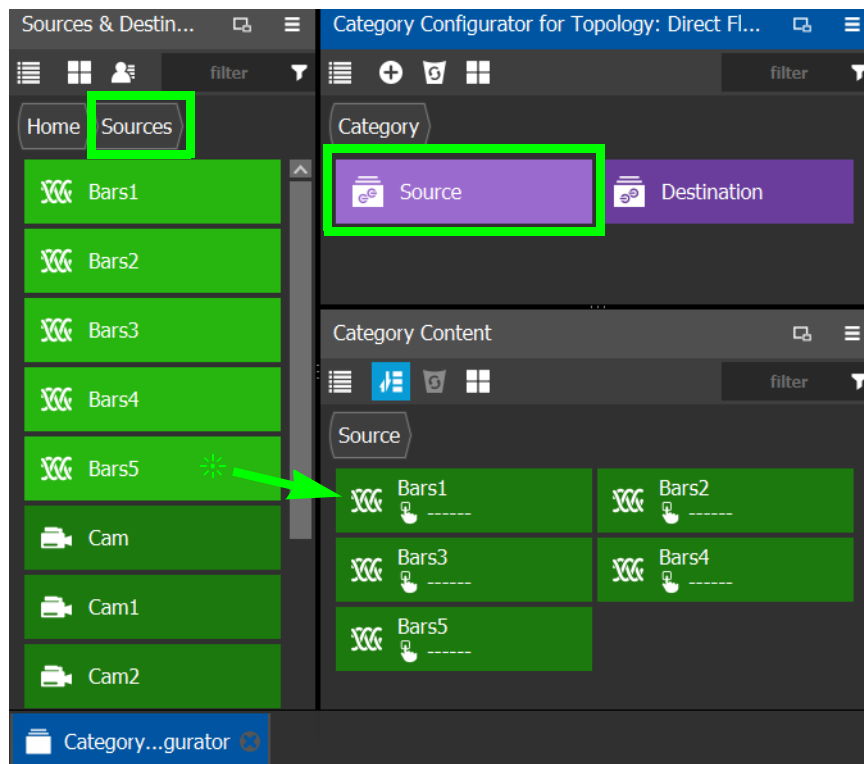 Sources & Destin...
filter
Home
Sources
Bars1
Bars2
Bars3
Bars4
Bars5
Cam
Cam1
Cam2
Category Configurator for Topology: Direct Fl...
filter
Category
Source
Destination
Category Content
filter
Source
Bars1
------
Bars2
------
Bars3
------
Bars4
------
Bars5
------
Category...gurator